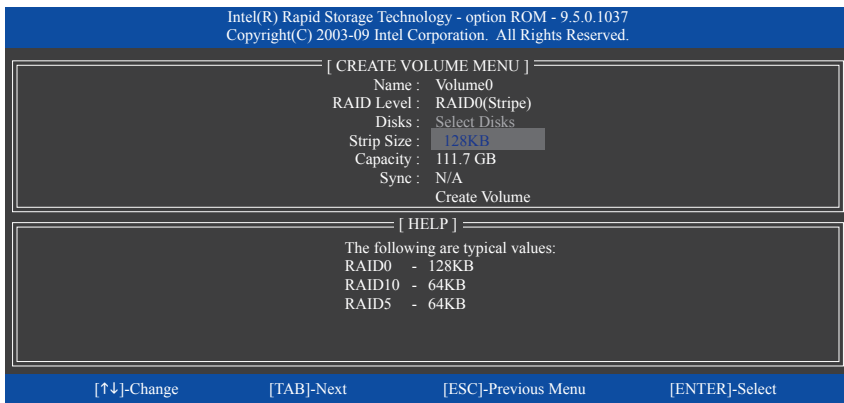 Intel(R) Rapid Storage Technology - option ROM - 9.5.0.1037
Copyright(C) 2003-09 Intel Corporation. All Rights Reserved.
[ CREATE VOLUME MENU ]
Name : Volume0
RAID Level : RAID0(Stripe)
Disks : Select Disks
Strip Size : 128KB
Capacity : 111.7 GB
Sync : N/A
Create Volume
[ HELP ]
The following are typical values:
RAID0 - 128KB
RAID10 - 64KB
RAID5 - 64KB
[↑↓]-Change [TAB]-Next [ESC]-Previous Menu [ENTER]-Select